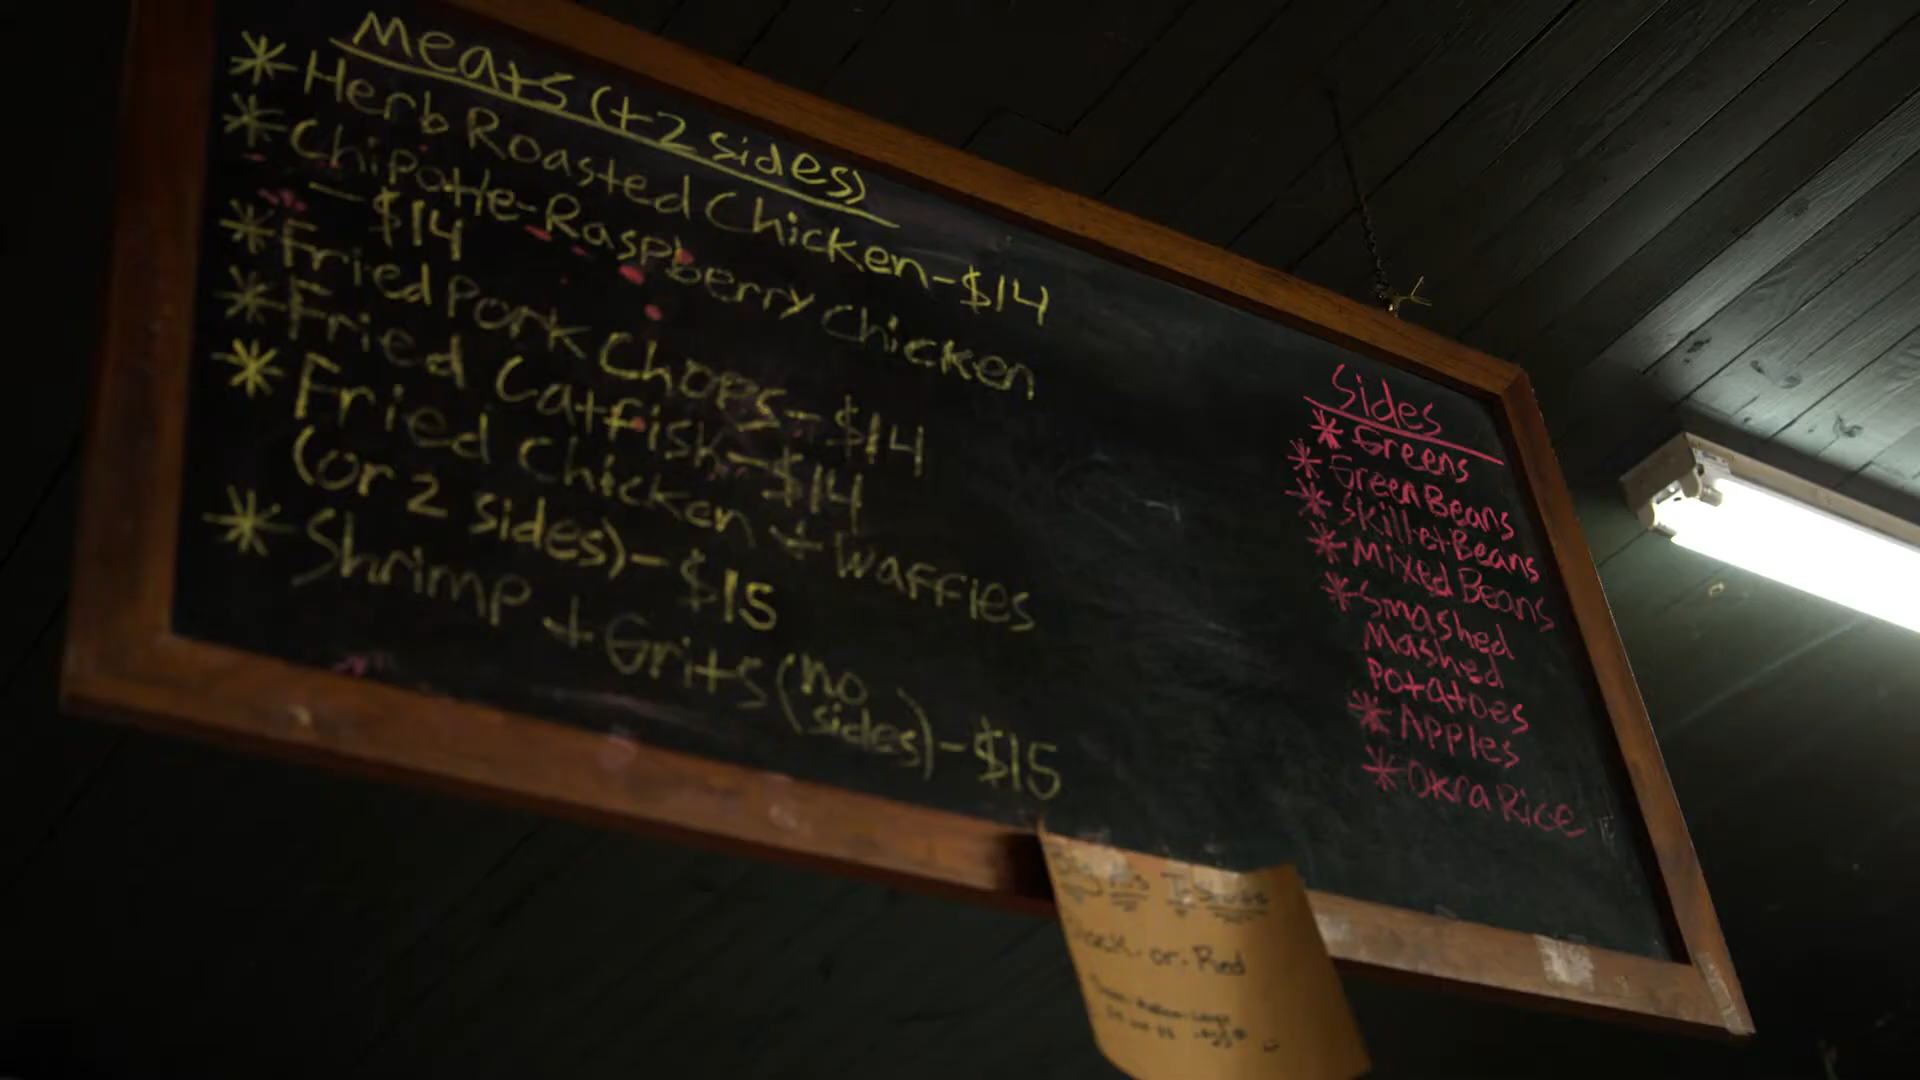 Meats (+2 sides)
* Herb Roasted Chicken - $14
* Chipotle-Raspberry Chicken
- $14
* Fried Pork Chops - $14
* Fried Catfish - $14
* Fried Chicken + Waffles
(or 2 sides) - $15
* Shrimp + Grits (no
sides) - $15
Sides
* Greens
* Green Beans
* Skillet Beans
* Mixed Beans
* Smashed
Mashed
Potatoes
* Apples
* Okra Rice
or Red